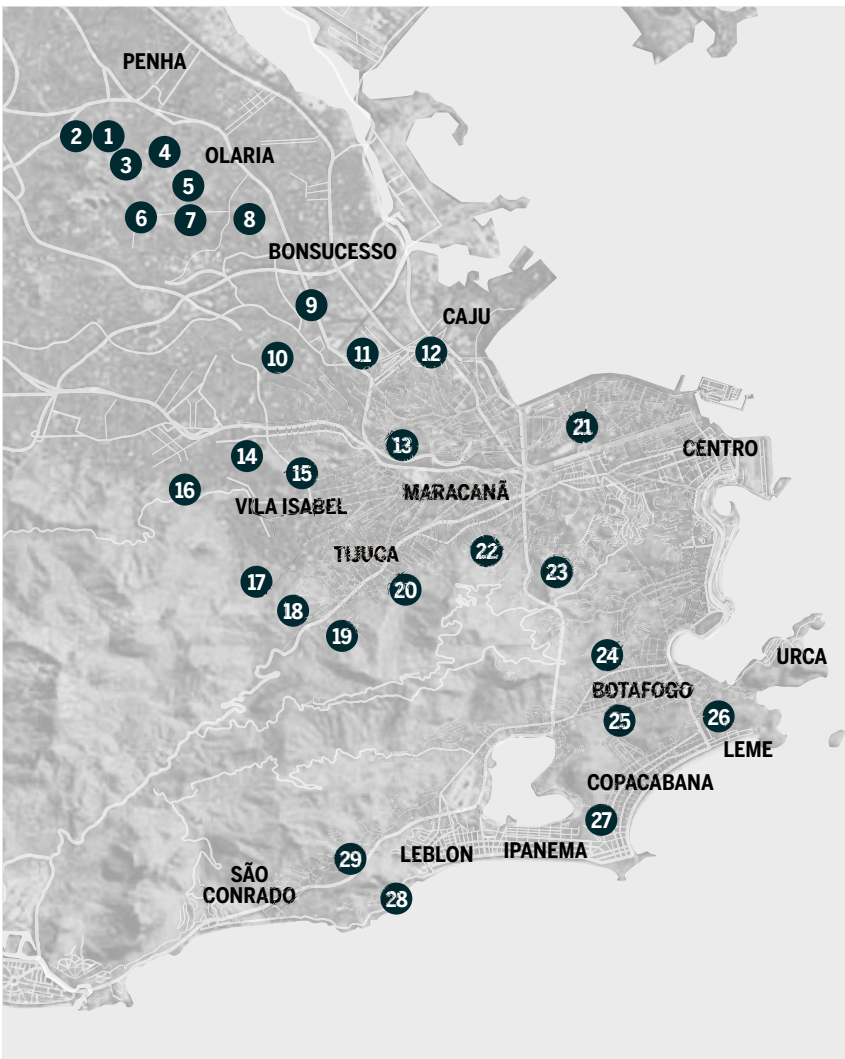 PENHA
2
1
3
4
OLARIA
5
6
7
8
BONSUCESSO
9
CAJU
10
11
12
21
13
CENTRO
14
15
16
MARACANÃ
VILA ISABEL
TIJUCA
22
23
17
20
18
19
24
URCA
BOTAFOGO
25
26
LEME
COPACABANA
27
29
LEBLON
IPANEMA
SÃO
CONRADO
28